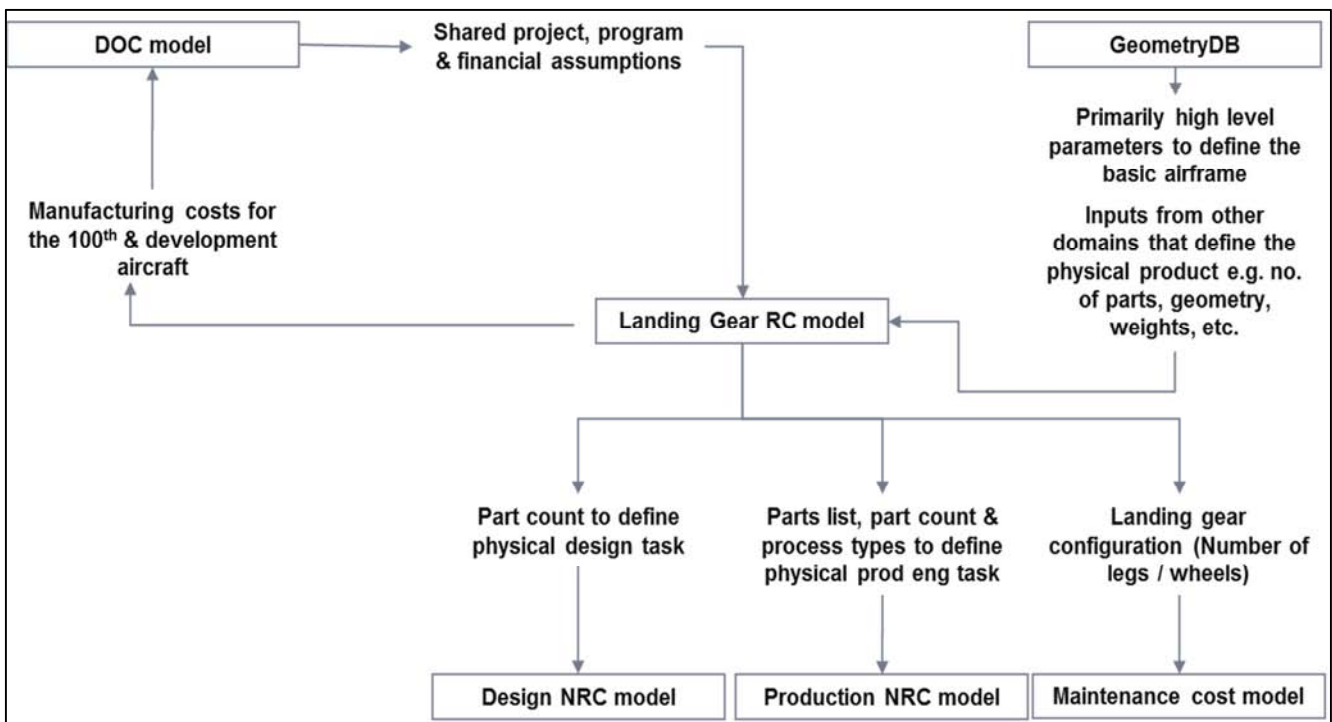 DOC model
Shared project, program
& financial assumptions
GeometryDB
Primarily high level
parameters to define the
basic airframe
Inputs from other
domains that define the
physical product e.g. no.
of parts, geometry,
weights, etc.
Manufacturing costs for
the 100th & development
aircraft
Landing Gear RC model
Part count to define
physical design task
Parts list, part count &
process types to define
physical prod eng task
Landing gear
configuration (Number of
legs / wheels)
Design NRC model
Production NRC model
Maintenance cost model